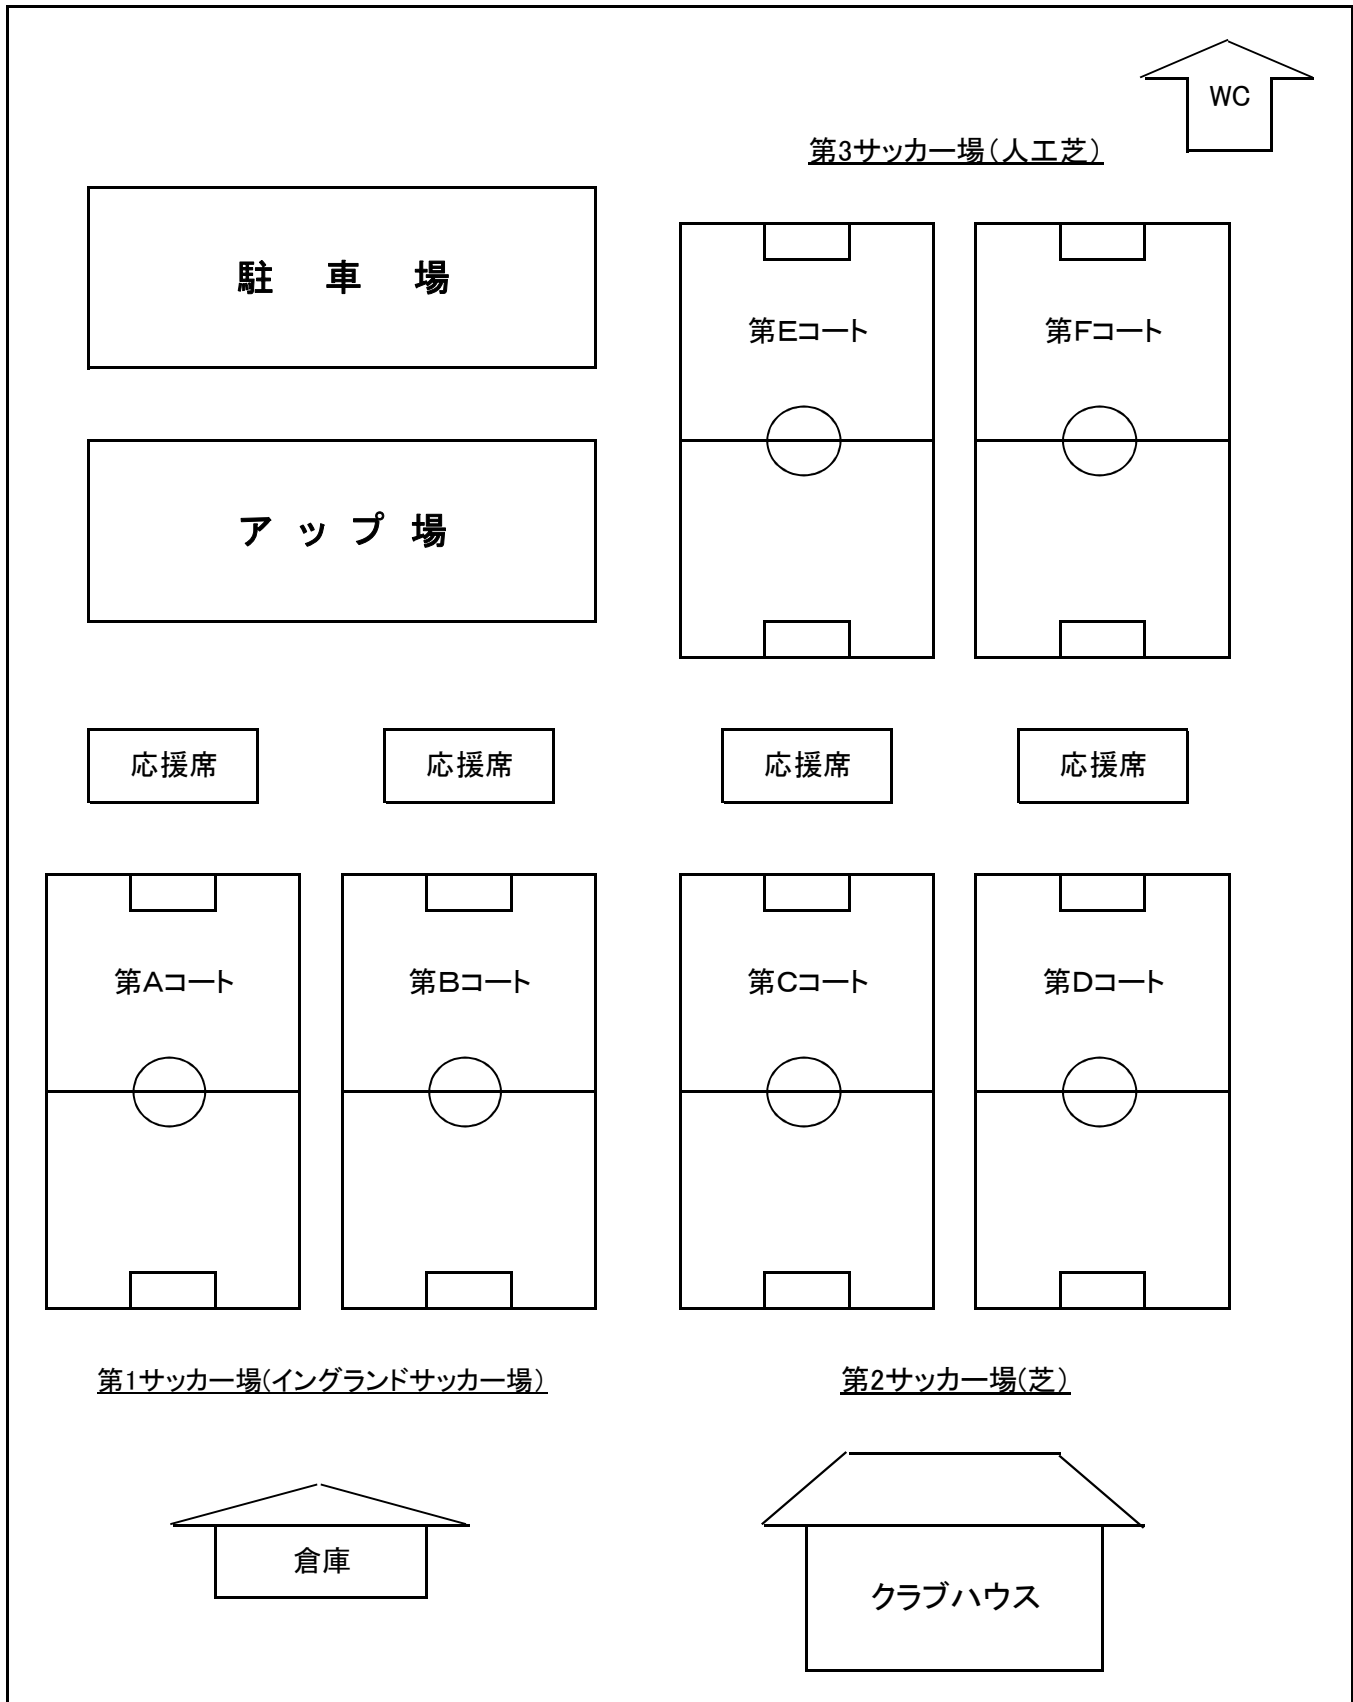 WC
第3サッカー場(人工芝)
駐 車 場
第Eコート
第Fコート
ア ッ プ 場
応援席
応援席
応援席
応援席
第Aコート
第Bコート
第Cコート
第Dコート
第1サッカー場(イングランドサッカー場)
第2サッカー場(芝)
倉庫
クラブハウス